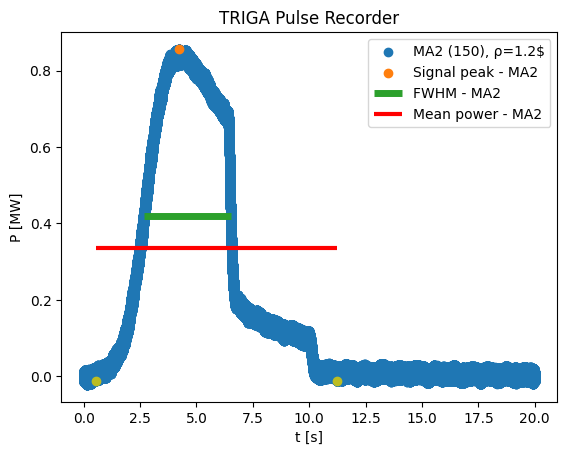 TRIGA Pulse Recorder
MA2 (150), ρ=1.2$
Signal peak - MA2
FWHM - MA2
Mean power - MA2
P [MW]
0.8
0.6
0.4
0.2
0.0
0.0 2.5 5.0 7.5 10.0 12.5 15.0 17.5 20.0
t [s]